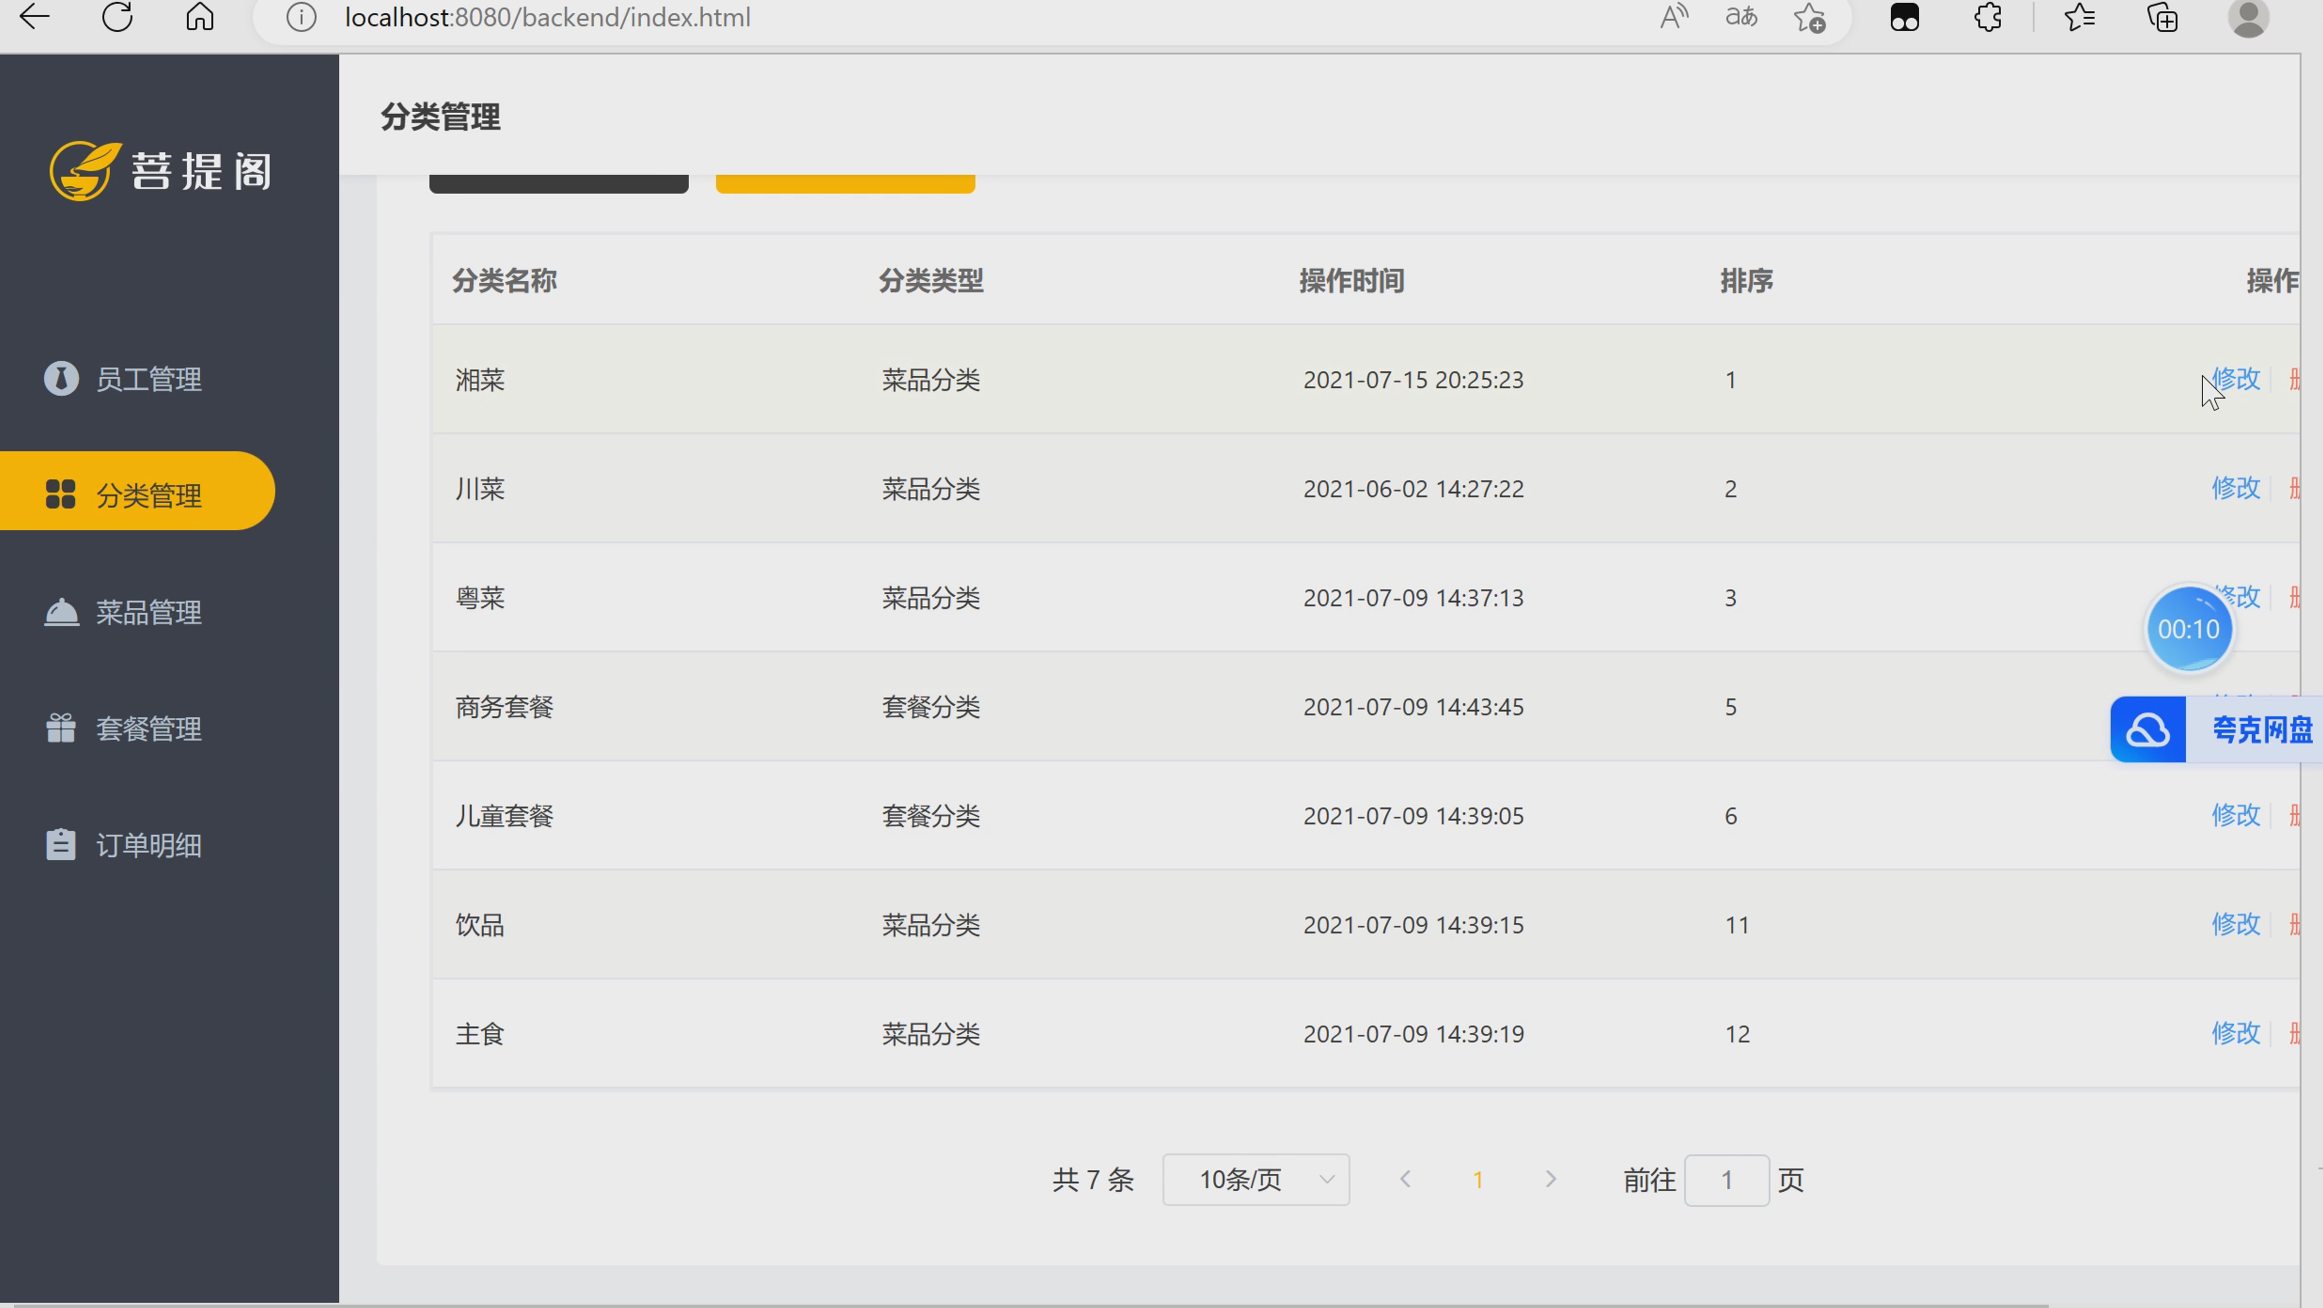 localhost:8080/backend/index.html
菩提阁
分类管理
员工管理
分类管理
菜品管理
套餐管理
订单明细
分类名称 分类类型 操作时间 排序 操作
湘菜 菜品分类 2021-07-15 20:25:23 1 修改
川菜 菜品分类 2021-06-02 14:27:22 2 修改
粤菜 菜品分类 2021-07-09 14:37:13 3 修改
00:10
商务套餐 套餐分类 2021-07-09 14:43:45 5
夸克网盘
儿童套餐 套餐分类 2021-07-09 14:39:05 6 修改
饮品 菜品分类 2021-07-09 14:39:15 11 修改
主食 菜品分类 2021-07-09 14:39:19 12 修改
共 7 条 10条/页 1 前往 1 页